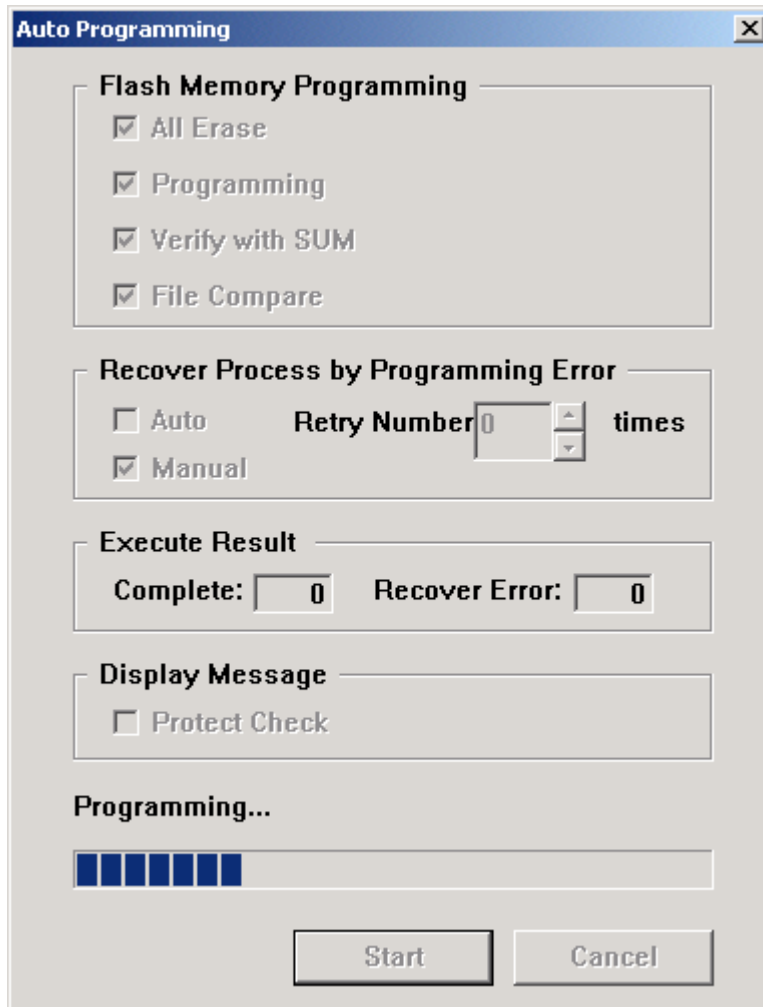 Auto Programming
Flash Memory Programming
All Erase
Programming
Verify with SUM
File Compare
Recover Process by Programming Error
Auto Retry Number 0 times
Manual
Execute Result
Complete: 0 Recover Error: 0
Display Message
Protect Check
Programming...
Start Cancel